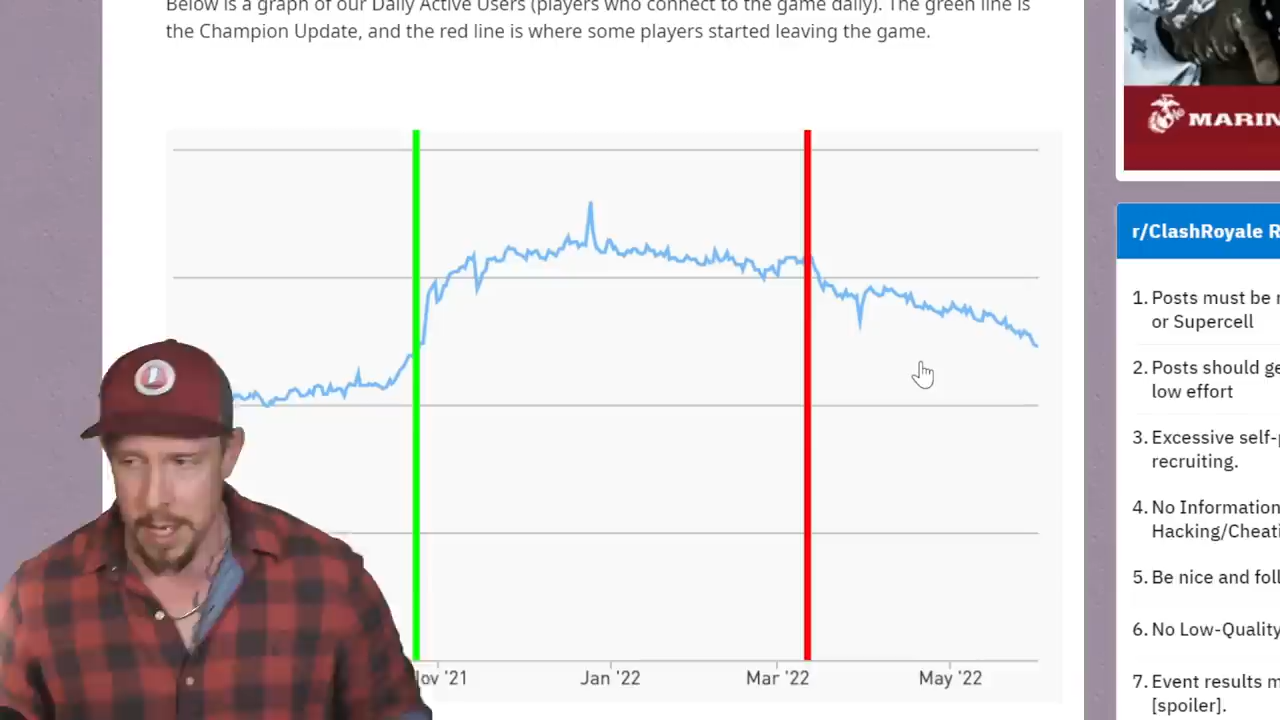 Below is a graph of our Daily Active Users (players who connect to the game daily). The green line is
the Champion Update, and the red line is where some players started leaving the game.
MARIN
r/ClashRoyale R
1. Posts must be
or Supercell
2. Posts should ge
low effort
3. Excessive self-p
recruiting.
4. No Information
Hacking/Cheati
5. Be nice and foll
6. No Low-Quality
7. Event results m
[spoiler].
ov '21
Jan '22
Mar '22
May '22